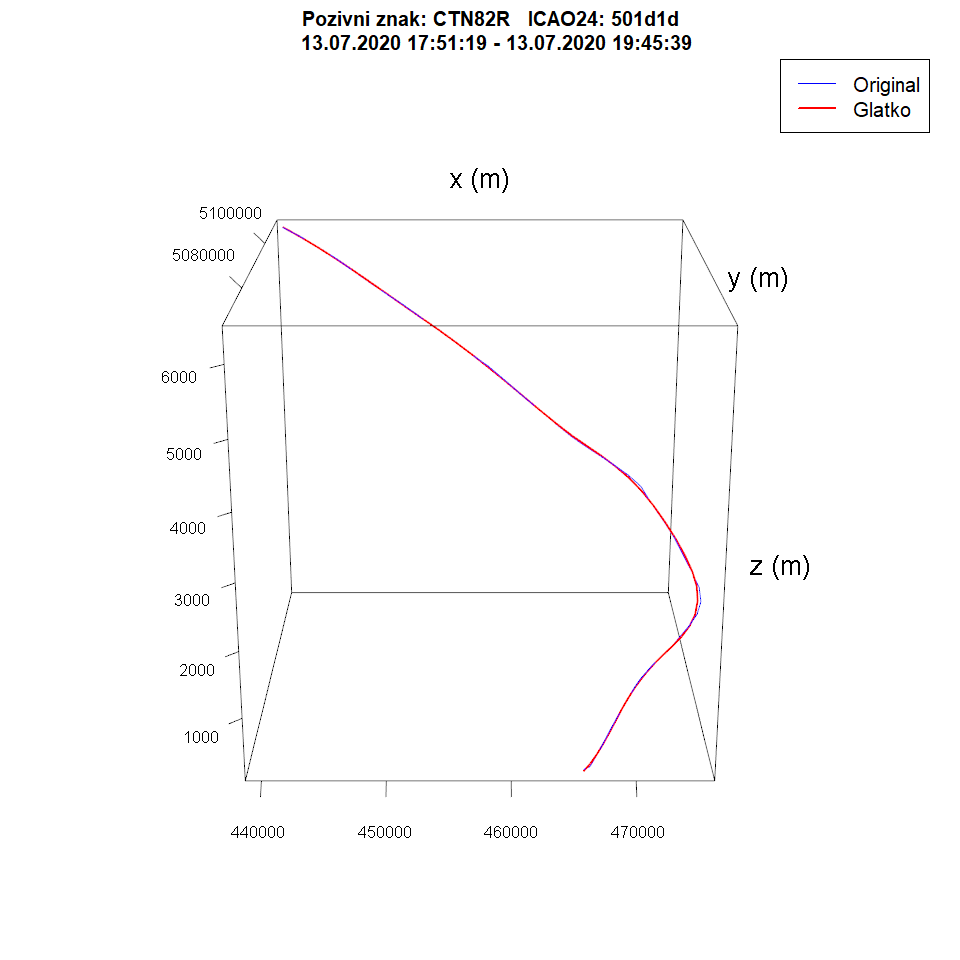 Pozivni znak: CTN82R   ICAO24: 501d1d
13.07.2020 17:51:19 - 13.07.2020 19:45:39
Original
Glatko
x (m)
5100000
5080000
y (m)
6000
5000
4000
z (m)
3000
2000
1000
440000
450000
460000
470000